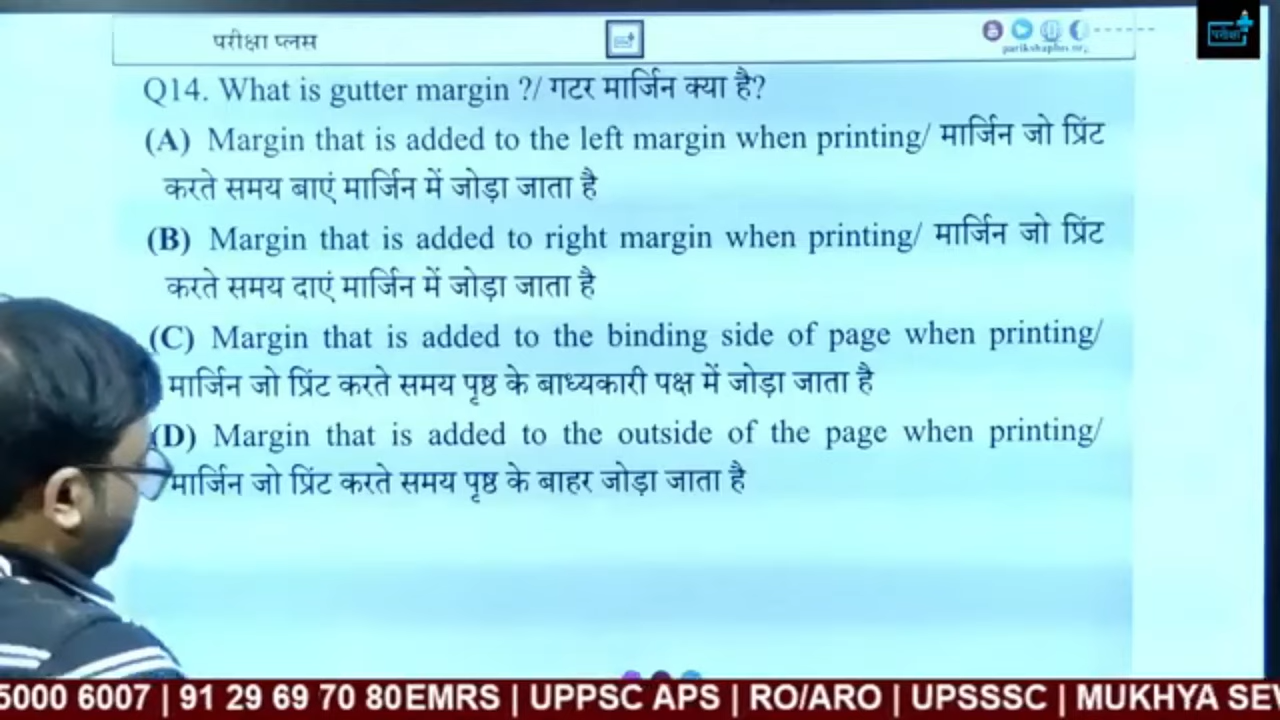 परीक्षा प्लस
परीक्षा
parikshaplus.org
Q14. What is gutter margin ?/ गटर मार्जिन क्या है?
(A) Margin that is added to the left margin when printing/ मार्जिन जो प्रिंट
करते समय बाएं मार्जिन में जोड़ा जाता है
(B) Margin that is added to right margin when printing/ मार्जिन जो प्रिंट
करते समय दाएं मार्जिन में जोड़ा जाता है
(C) Margin that is added to the binding side of page when printing/
मार्जिन जो प्रिंट करते समय पृष्ठ के बाध्यकारी पक्ष में जोड़ा जाता है
(D) Margin that is added to the outside of the page when printing/
मार्जिन जो प्रिंट करते समय पृष्ठ के बाहर जोड़ा जाता है
5000 6007 | 91 29 69 70 80EMRS | UPPSC APS | RO/ARO | UPSSSC | MUKHYA SEV